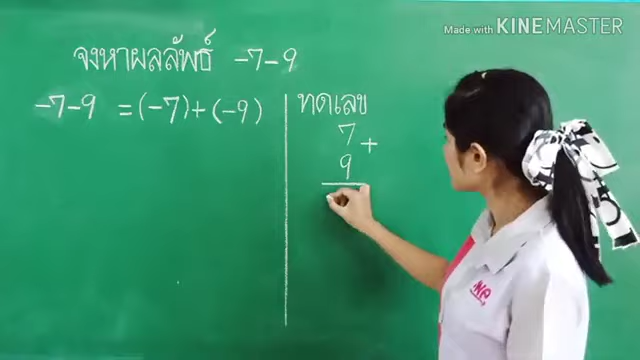 Made with KINEMASTER
จงหาผลลัพธ์ -7-9
-7-9 = (-7)+(-9)
ทดเลข
7 +
9